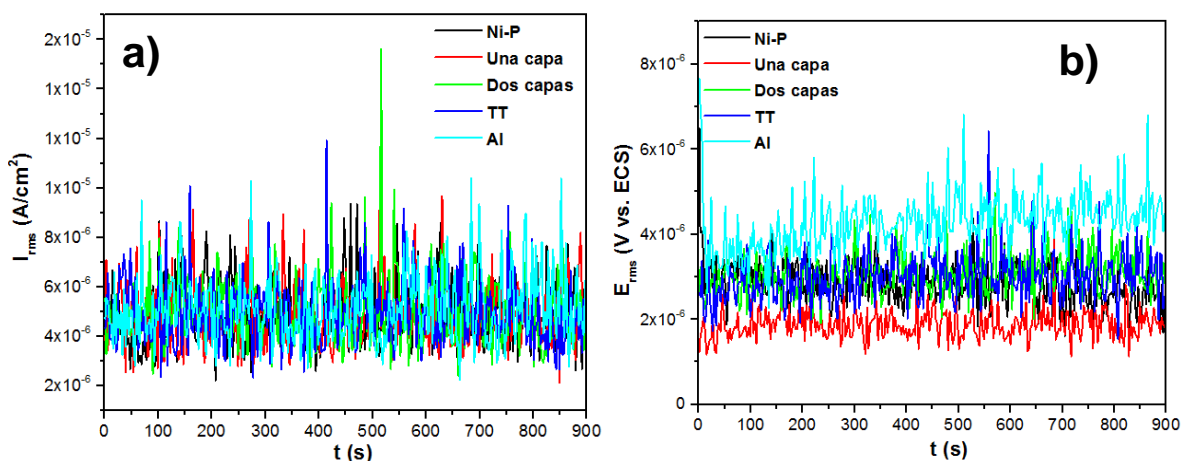 a)
Ni-P
Una capa
Dos capas
TT
Al
2x10⁻⁵
1x10⁻⁵
1x10⁻⁵
1x10⁻⁵
8x10⁻⁶
6x10⁻⁶
4x10⁻⁶
2x10⁻⁶
I_rms (A/cm²)
0 100 200 300 400 500 600 700 800 900
t (s)
b)
Ni-P
Una capa
Dos capas
TT
Al
8x10⁻⁶
6x10⁻⁶
4x10⁻⁶
2x10⁻⁶
0
E_rms (V vs. ECS)
0 100 200 300 400 500 600 700 800 900
t (s)